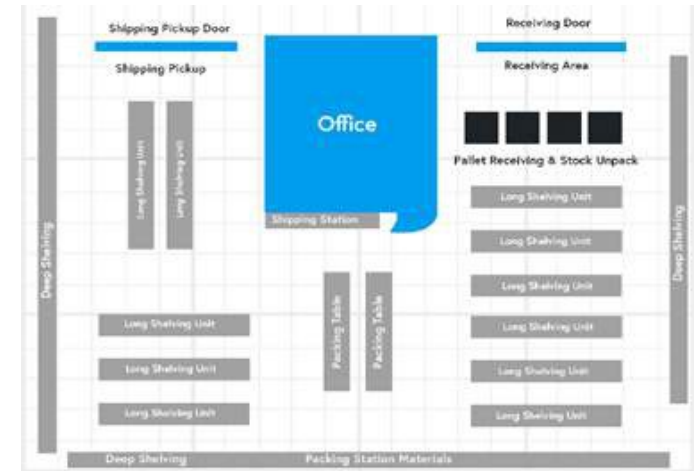 Shipping Pickup Door
Receiving Door
Shipping Pickup
Receiving Area
Office
Long Shelving Unit
Long Shelving Unit
Pallet Receiving & Stock Unpack
Long Shelving Unit
Shipping Station
Deep Shelving
Deep Shelving
Long Shelving Unit
Long Shelving Unit
Packing Table
Packing Table
Long Shelving Unit
Long Shelving Unit
Long Shelving Unit
Long Shelving Unit
Long Shelving Unit
Long Shelving Unit
Deep Shelving
Packing Station Materials